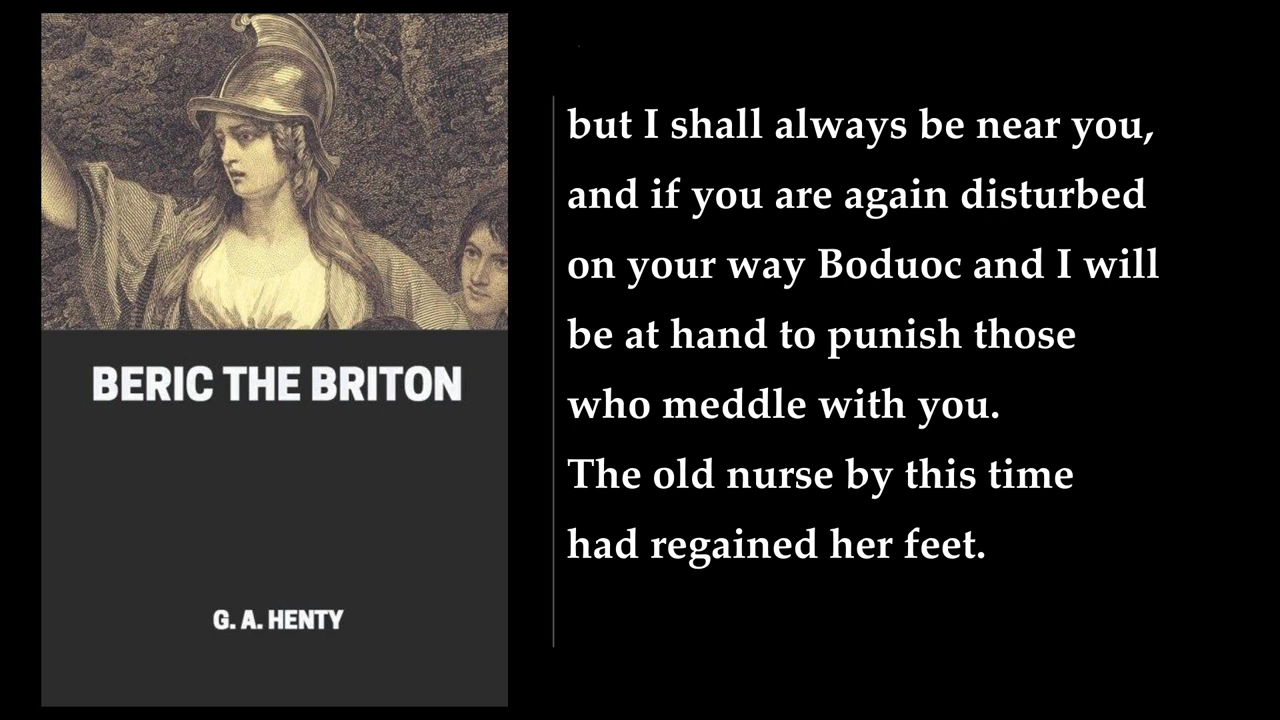 BERIC THE BRITON
G. A. HENTY
but I shall always be near you,
and if you are again disturbed
on your way Boduoc and I will
be at hand to punish those
who meddle with you.
The old nurse by this time
had regained her feet.